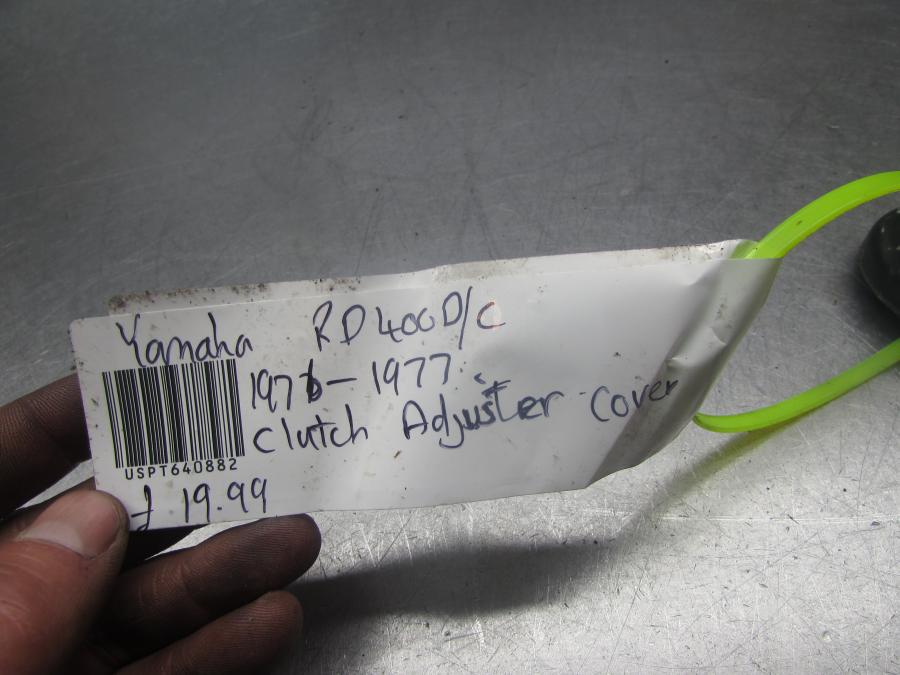 Yamaha RD400D/C
1976-1977
Clutch Adjuster Cover
USPT640882
£19.99